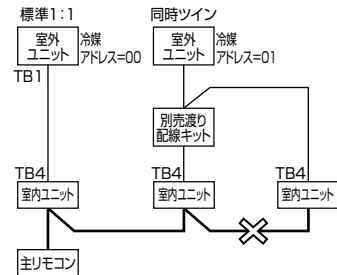 標準1:1
同時ツイン
室外
ユニット
冷媒
アドレス=00
室外
ユニット
冷媒
アドレス=01
TB1
別売渡り
配線キット
TB4
TB4
TB4
室内ユニット
室内ユニット
室内ユニット
主リモコン